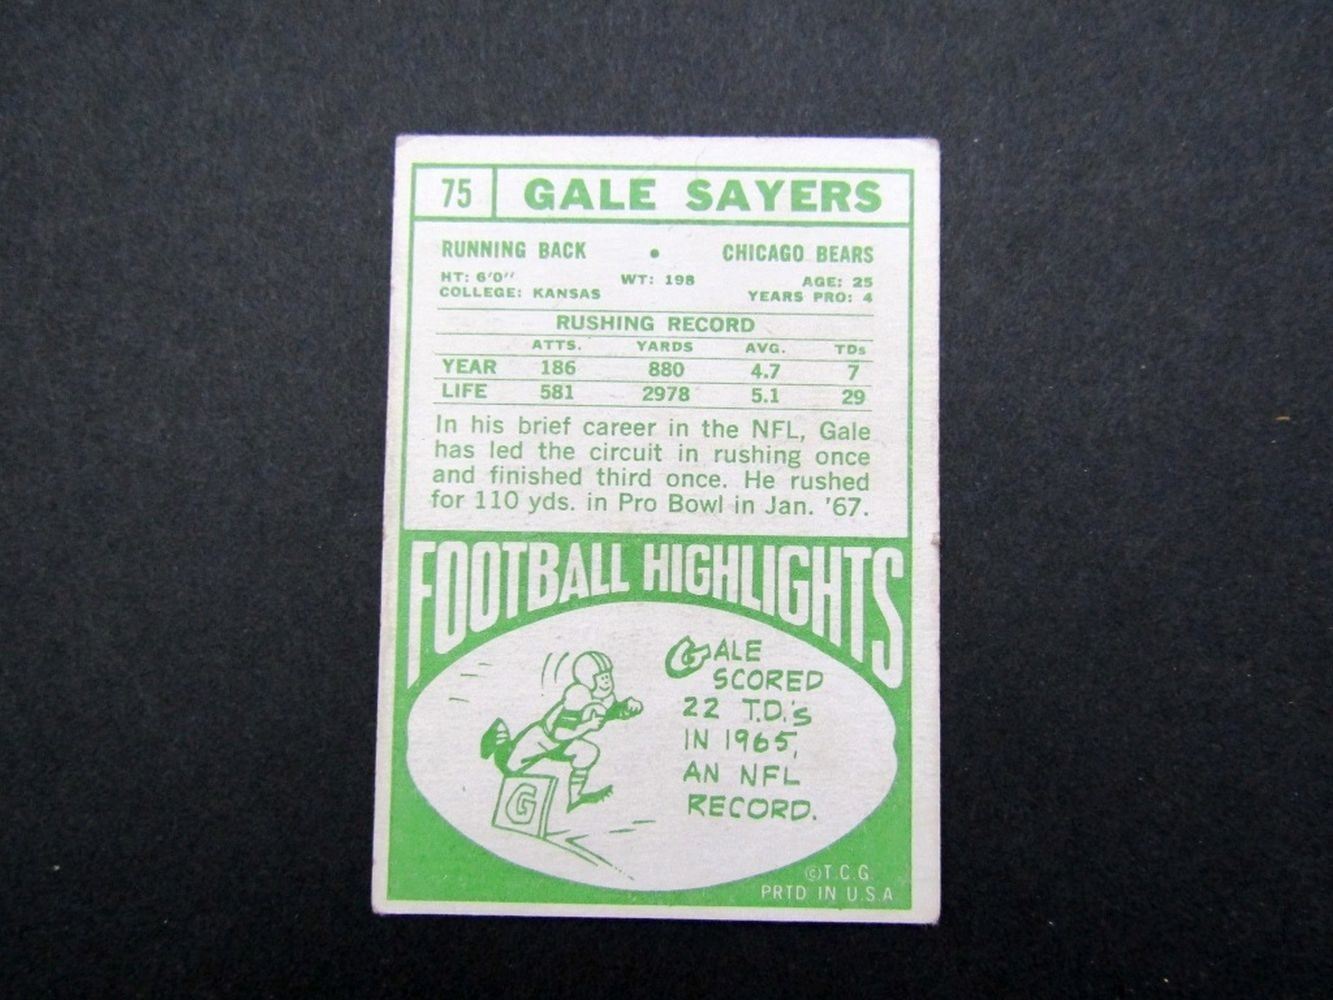 75 GALE SAYERS
RUNNING BACK • CHICAGO BEARS
HT: 6'0" WT: 198 AGE: 25
COLLEGE: KANSAS YEARS PRO: 4
RUSHING RECORD
ATTS. YARDS AVG. TDs
YEAR 186 880 4.7 7
LIFE 581 2978 5.1 29
In his brief career in the NFL, Gale
has led the circuit in rushing once
and finished third once. He rushed
for 110 yds. in Pro Bowl in Jan. '67.
FOOTBALL HIGHLIGHTS
GALE
SCORED
22 T.D.'S
IN 1965,
AN NFL
RECORD.
G
©T.C.G.
PRTD IN U.S.A